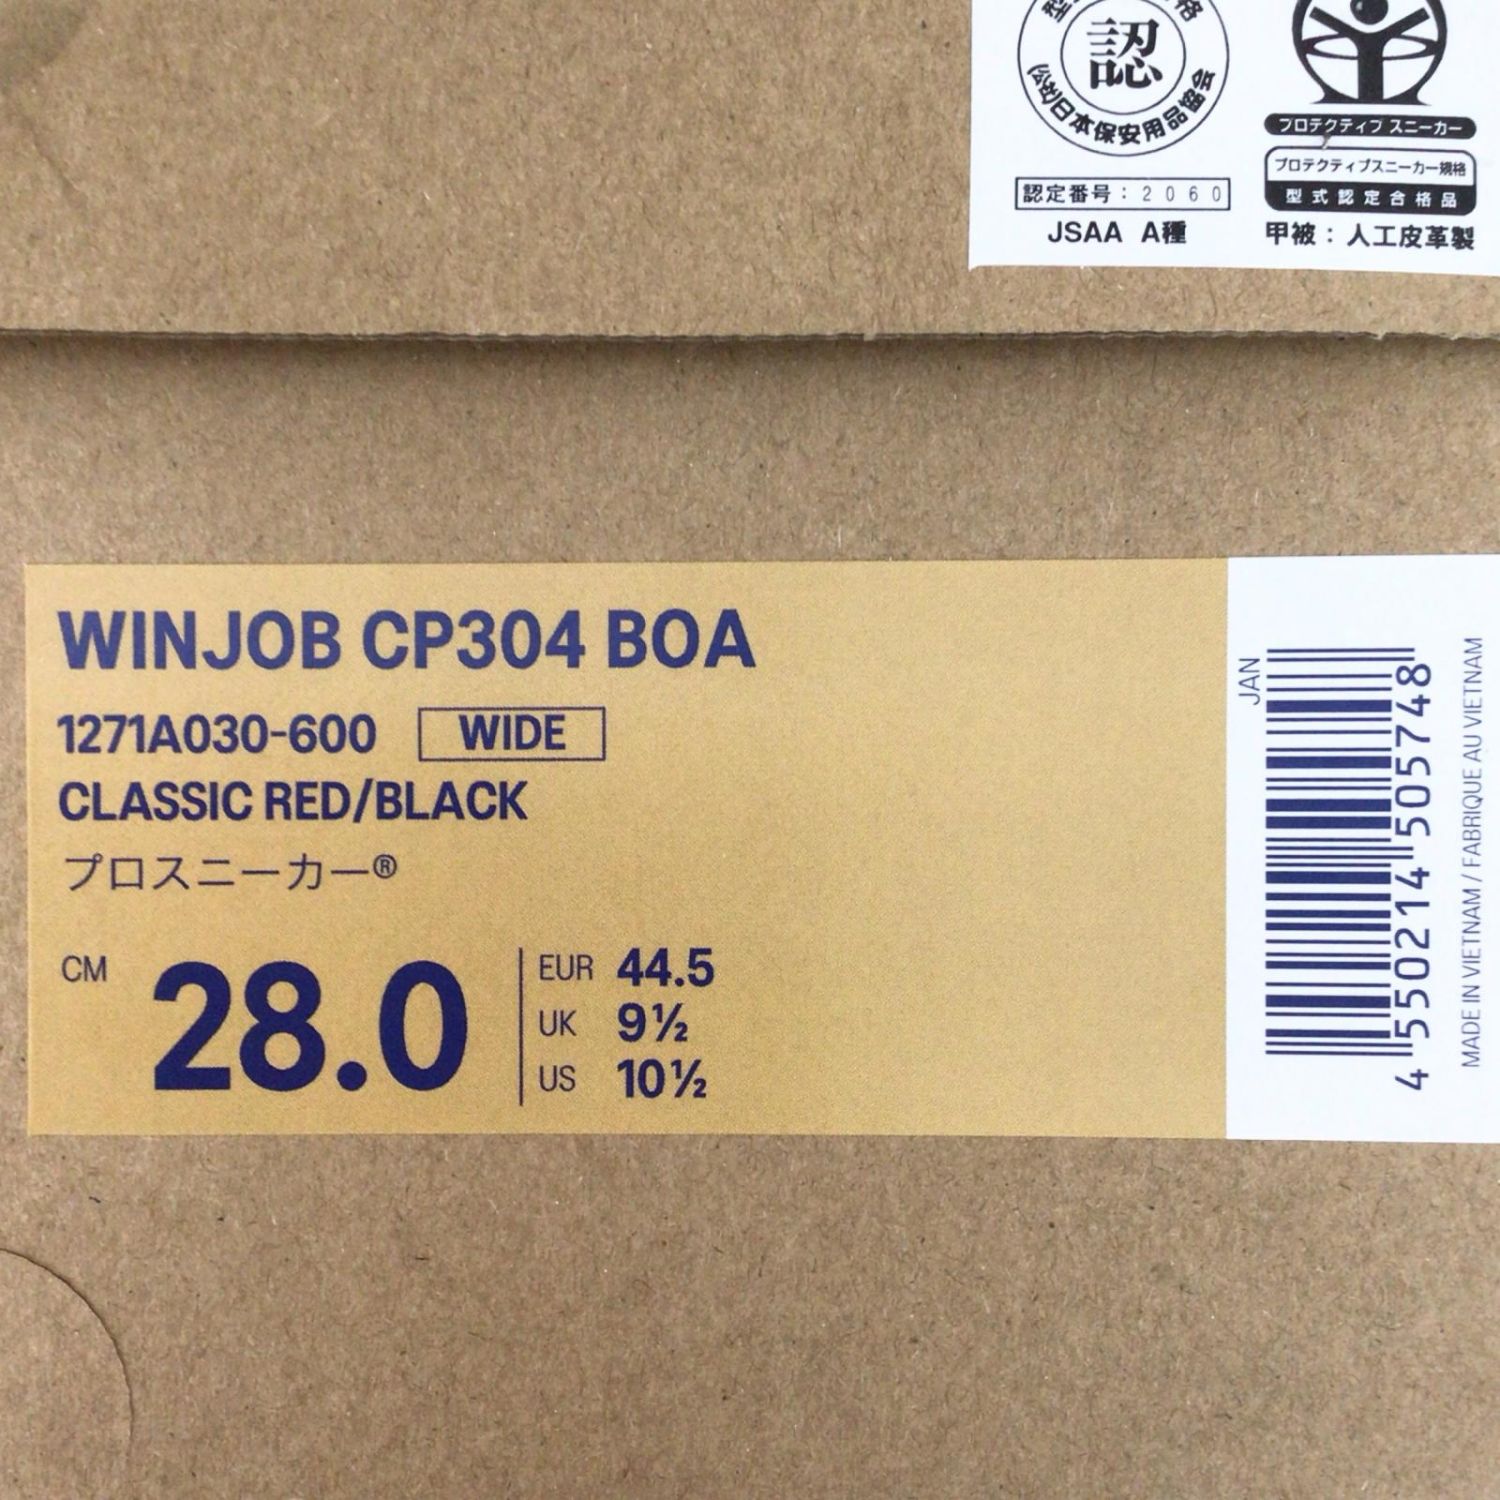 認
(公社)日本保安用品協会
認定番号：2060
JSAA A種
プロテクティブ スニーカー
プロテクティブスニーカー規格
型式認定合格品
甲被：人工皮革製
WINJOB CP304 BOA
1271A030-600 WIDE
CLASSIC RED/BLACK
プロスニーカー®
CM 28.0
EUR 44.5
UK 9½
US 10½
JAN
4 550214 505748
MADE IN VIETNAM / FABRIQUE AU VIETNAM